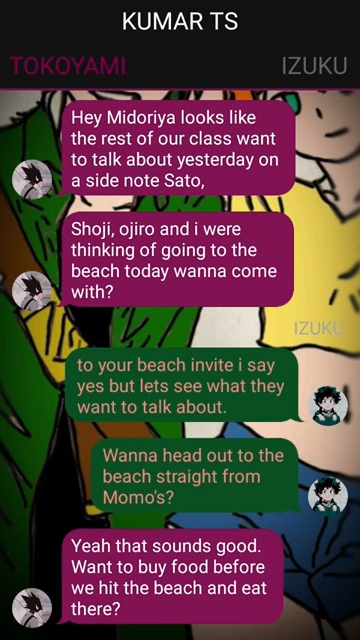 KUMAR TS
TOKOYAMI
IZUKU
Hey Midoriya looks like
the rest of our class want
to talk about yesterday on
a side note Sato,
Shoji, ojiro and i were
thinking of going to the
beach today wanna come
with?
IZUKU
to your beach invite i say
yes but lets see what they
want to talk about.
Wanna head out to the
beach straight from
Momo's?
Yeah that sounds good.
Want to buy food before
we hit the beach and eat
there?